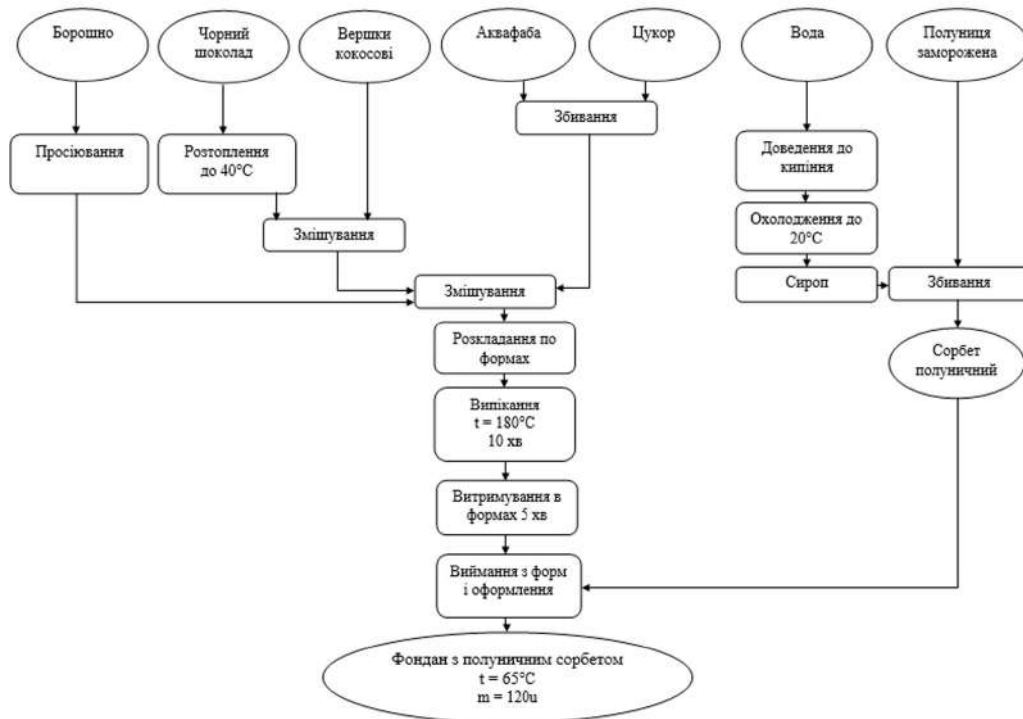 Борошно
Чорний
шоколад
Вершки
кокосові
Аквафаба
Цукор
Вода
Полуниця
заморожена
Збивання
Просіювання
Розтоплення
до 40°C
Доведення до
кипіння
Змішування
Охолодження до
20°C
Змішування
Сироп
Збивання
Розкладання по
формах
Сорбет
полуничний
Випікання
t = 180°C
10 хв
Витримування в
формах 5 хв
Виймання з форм
і оформлення
Фондан з полуничним сорбетом
t = 65°C
m = 120u